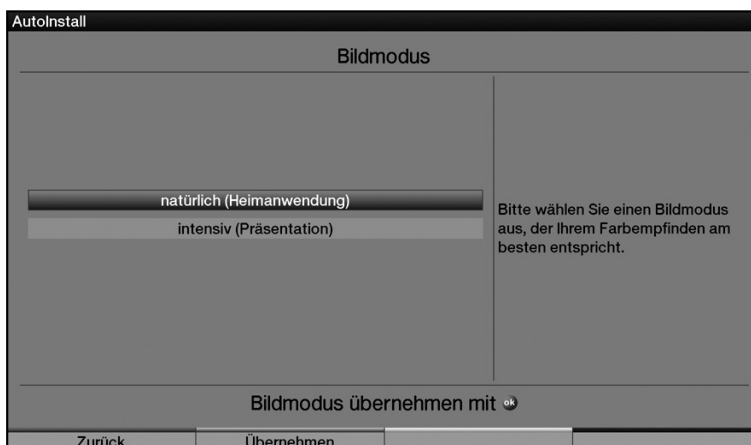 AutoInstall
Bildmodus
natürlich (Heimanwendung)
intensiv (Präsentation)
Bitte wählen Sie einen Bildmodus
aus, der Ihrem Farbempfinden am
besten entspricht.
Bildmodus übernehmen mit ok
Zurück Übernehmen